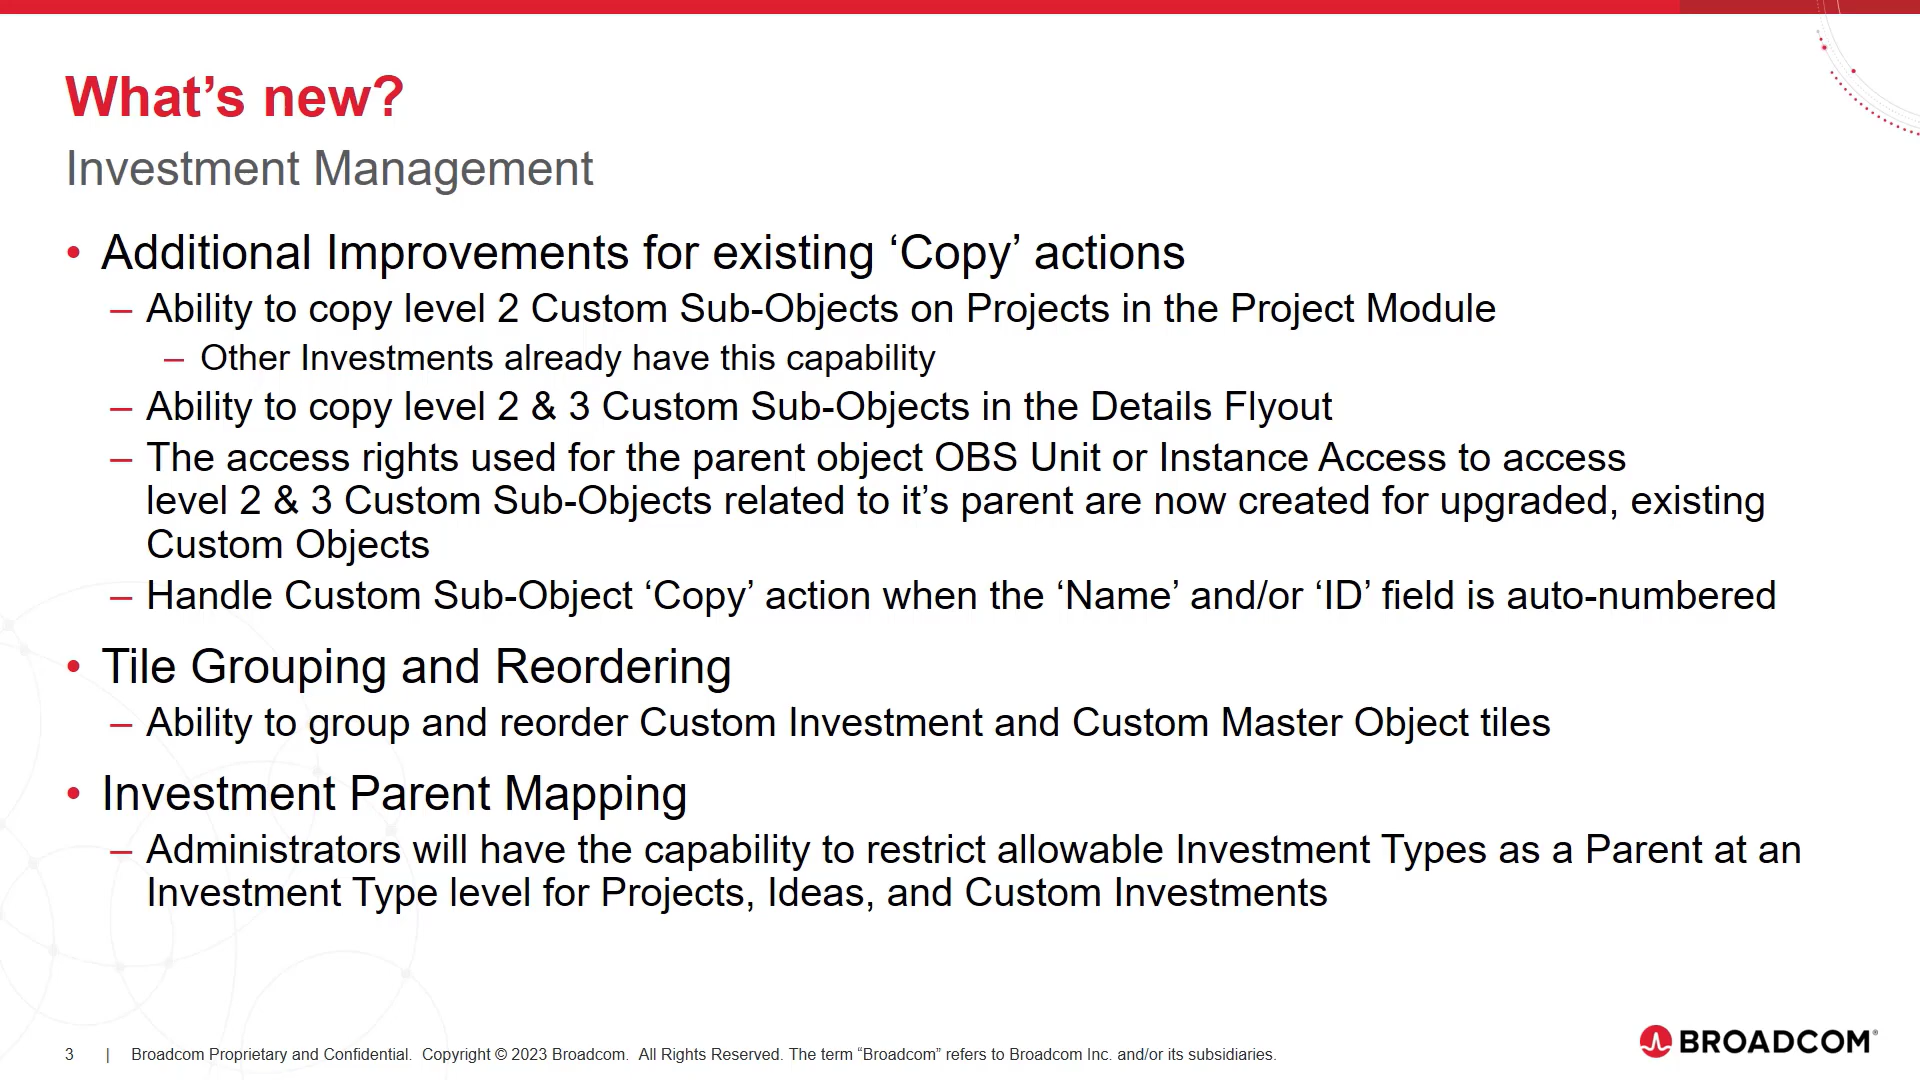 What’s new?
Investment Management
• Additional Improvements for existing ‘Copy’ actions
– Ability to copy level 2 Custom Sub-Objects on Projects in the Project Module
– Other Investments already have this capability
– Ability to copy level 2 & 3 Custom Sub-Objects in the Details Flyout
– The access rights used for the parent object OBS Unit or Instance Access to access
level 2 & 3 Custom Sub-Objects related to it’s parent are now created for upgraded, existing
Custom Objects
– Handle Custom Sub-Object ‘Copy’ action when the ‘Name’ and/or ‘ID’ field is auto-numbered
• Tile Grouping and Reordering
– Ability to group and reorder Custom Investment and Custom Master Object tiles
• Investment Parent Mapping
– Administrators will have the capability to restrict allowable Investment Types as a Parent at an
Investment Type level for Projects, Ideas, and Custom Investments
3 | Broadcom Proprietary and Confidential. Copyright © 2023 Broadcom. All Rights Reserved. The term “Broadcom” refers to Broadcom Inc. and/or its subsidiaries.
BROADCOM®